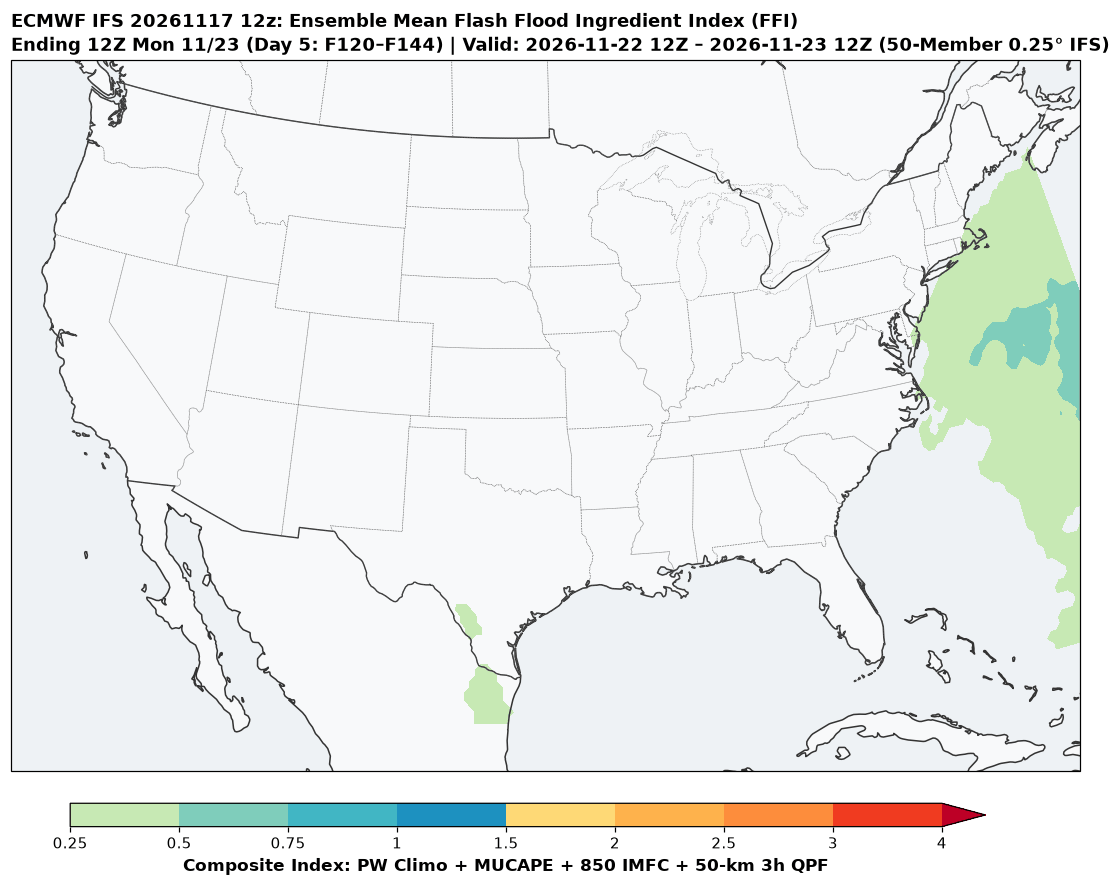 ECMWF IFS 20261117 12z: Ensemble Mean Flash Flood Ingredient Index (FFI)
Ending 12Z Mon 11/23 (Day 5: F120–F144) | Valid: 2026-11-22 12Z – 2026-11-23 12Z (50-Member 0.25° IFS)
0.25 0.5 0.75 1 1.5 2 2.5 3 4
Composite Index: PW Climo + MUCAPE + 850 IMFC + 50-km 3h QPF